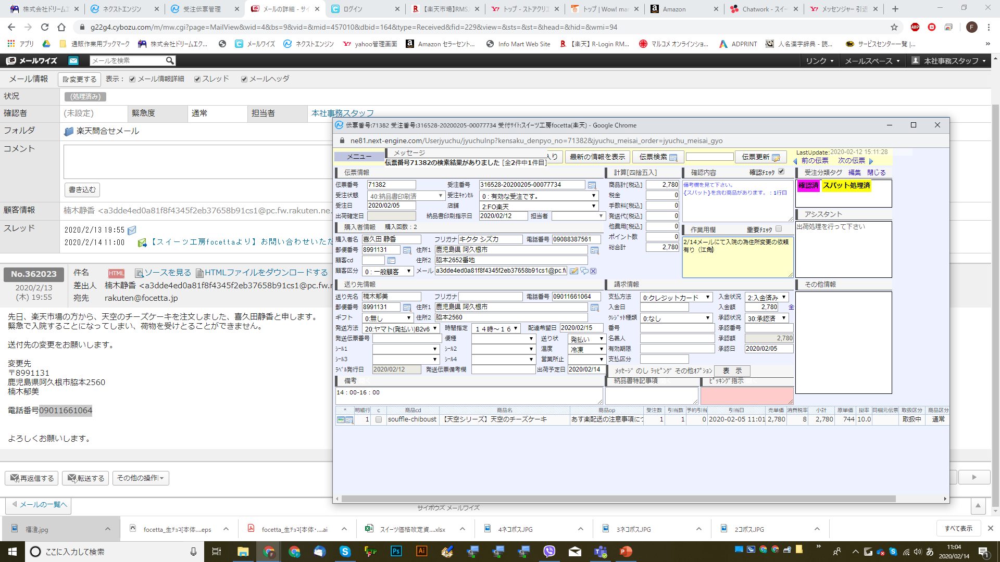 株式会社ドリームエ
ネクストエンジン
受注伝票管理
メールの詳細 - サイ
ログイン
【楽天市場】RMS
トップ - ストアクリエ
トップ | Wow! ma
Amazon
Chatwork - スイー
メッセンジャー 引退
g22g4.cybozu.com/m/mw.cgi?page=MailView&wid=4&bs=9&vid=&mid=457010&dbid=164&type=Received&fid=229&view=&sts=&st=&head=&hid=&wmi=94
アプリ
通販作業用ブックマーク
株式会社ドリームエク...
メールワイズ
ネクストエンジン
yahoo管理画面
Amazon セラーセント...
Info Mart Web Site
【楽天】R-Login RM...
マルコメ オンラインショ...
ADPRINT
人名漢字辞典 - 読...
サービスセンター一覧 |...
メールワイズ
メールを検索
リンク
メールスペース
本社事務スタッフ
メール情報
変更する
表示：
メール情報詳細
スレッド
メールヘッダ
状況
(処理済み)
確認者
(未設定)
緊急度
通常
担当者
本社事務スタッフ
フォルダ
楽天問合せメール
コメント
書き込む
顧客情報
楠木静香 <a3dde4ed0a81f8f4345f2eb37658b91cs1@pc.fw.rakuten.ne.
スレッド
2020/2/13 19:55
2020/2/14 11:00
【スイーツ工房focettaより】お問い合わせいただ
No.362023
2020/2/13
(木) 19:55
件名
HTML
ソースを見る
HTMLファイルをダウンロードする
差出人
楠木静香 <a3dde4ed0a81f8f4345f2eb37658b91cs1@pc.fw.r
宛先
rakuten@focetta.jp
先日、楽天市場の方から、天空のチーズケーキを注文しました、喜久田静香と申します。
緊急で入院することになってしまい、荷物を受けとることができません。
送付先の変更をお願いします。
変更先
〒8991131
鹿児島県阿久根市脇本2560
楠木郁美
電話番号09011661064
よろしくお願いします。
再返信する
転送する
その他の操作
メールの一覧へ
サイボウズ メールワイズ
伝票番号:71382 受注番号:316528-20200205-00077734 受付サイト:スイーツ工房focetta(楽天) - Google Chrome
ne81.next-engine.com/Userjyuchu/jyuchuInp?kensaku_denpyo_no=71382&jyuchu_meisai_order=jyuchu_meisai_gyo
メニュー
メッセージ
伝票番号71382の検索結果がありました [全2件中1件目]
入り
最新の情報を表示
伝票検索
伝票更新
LastUpdate:2020-02-12 15:11:28
前の伝票
次の伝票
伝票情報
計算[四捨五入]
確認内容
確認ﾁｪｯｸ
受注分類タグ 編集 閉じる
伝票番号 71382
受注番号 316528-20200205-00077734
受注状態 40:納品書印刷済
受注ｷｬﾝｾﾙ 0 : 有効な受注です。
受注日 2020/02/05
店舗 2:FO楽天
出荷確定日
納品書印刷指示日 2020/02/12
担当者
商品計[税込] 2,780
税金 0
手数料[税込] 0
発送代[税込] 0
他費用[税込] 0
ポイント数 0
総合計 2,780
備考欄を見て下さい。
{スパット}を含む商品があります。：1行目
確認済 スパット処理済
アシスタント
出荷処理を行って下さい
作業用欄
重要ﾁｪｯｸ
2/14メールにて入院の為住所変更の依頼
有り（江角）
購入者情報 購入回数 : 2
購入者名 喜久田 静香
フリガナ キクタ シズカ
電話番号 09088387561
郵便番号 8991131
住所1 鹿児島県 阿久根市
顧客cd
住所2 脇本2652番地
顧客区分 0 : 一般顧客
メール a3dde4ed0a81f8f4345f2eb37658b91cs1@pc.fv
送り先情報
請求情報
その他情報
送り先名 楠木郁美
フリガナ
電話番号 09011661064
郵便番号 8991131
住所1 鹿児島県 阿久根市
ギフト 0:無し
住所2 脇本2560
発送方法 20:ヤマト(発払い)B2v6
時間指定 １４時～１６
配達希望日 2020/02/15
発送伝票番号
便種
送り状 発払い
ｼｰﾙ1
ｼｰﾙ2
温度 冷凍
ｼｰﾙ3
ｼｰﾙ4
営業所止
ﾗﾍﾞﾙ発行日 2020/02/12
発送伝票備考欄
出荷予定日 2020/02/14
支払方法 0:クレジットカード
入金状況 2:入金済み
入金日
入金額 2,780 全
ｸﾚｼﾞｯﾄ種類 0:なし
承認状況 30:承認済
番号
承認番号
名義人
承認額 2,780
有効期限
承認日 2020/02/05
支払区分
ﾒｯｾｰｼﾞ のし ﾗｯﾋﾟﾝｸﾞ その他ｵﾌﾟｼｮﾝ 表 示
備考
納品書特記事項
ﾋﾟｯｷﾝｸﾞ指示
14：00-16：00
* 明細行 c 商品cd 商品名 商品op 受注数 引当数 予約引当 引当日 売単価 消費税率 小計 原単価 掛率 同梱元伝票 取扱区分 商品区分
1 souffle-chiboust 【天空シリーズ】天空のチーズケーキ あす楽配送の注意事項につ 1 1 0 2020-02-05 11:01 2,780 8 2,780 744 10.0 取扱中 通常
福澄.jpg
focetta_生ﾁｮｺ[本体....eps
focetta_生ﾁｮｺ[本体･....ai
スイーツ価格改定資....xlsx
4ネコポス.JPG
3ネコポス.JPG
2コポス.JPG
すべて表示
ここに入力して検索
あ
11:04
2020/02/14